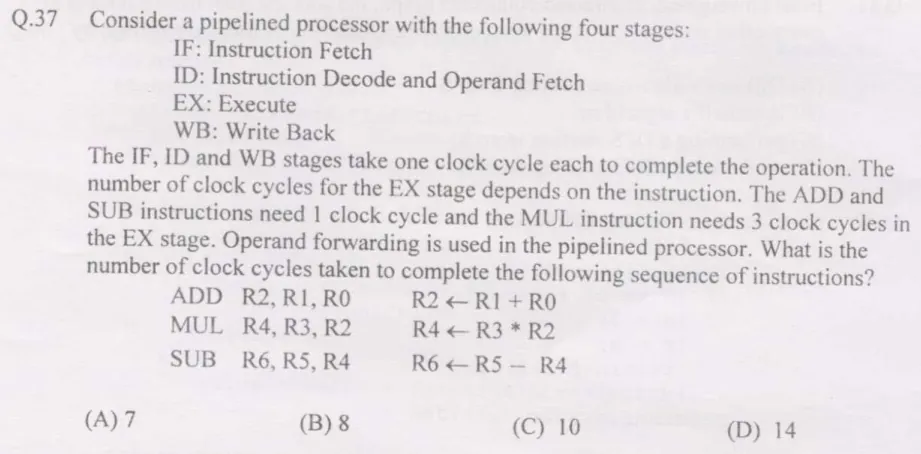 Q.37 Consider a pipelined processor with the following four stages:
IF: Instruction Fetch
ID: Instruction Decode and Operand Fetch
EX: Execute
WB: Write Back
The IF, ID and WB stages take one clock cycle each to complete the operation. The
number of clock cycles for the EX stage depends on the instruction. The ADD and
SUB instructions need 1 clock cycle and the MUL instruction needs 3 clock cycles in
the EX stage. Operand forwarding is used in the pipelined processor. What is the
number of clock cycles taken to complete the following sequence of instructions?
ADD R2, R1, R0 R2 ← R1 + R0
MUL R4, R3, R2 R4 ← R3 * R2
SUB R6, R5, R4 R6 ← R5 − R4
(A) 7 (B) 8 (C) 10 (D) 14